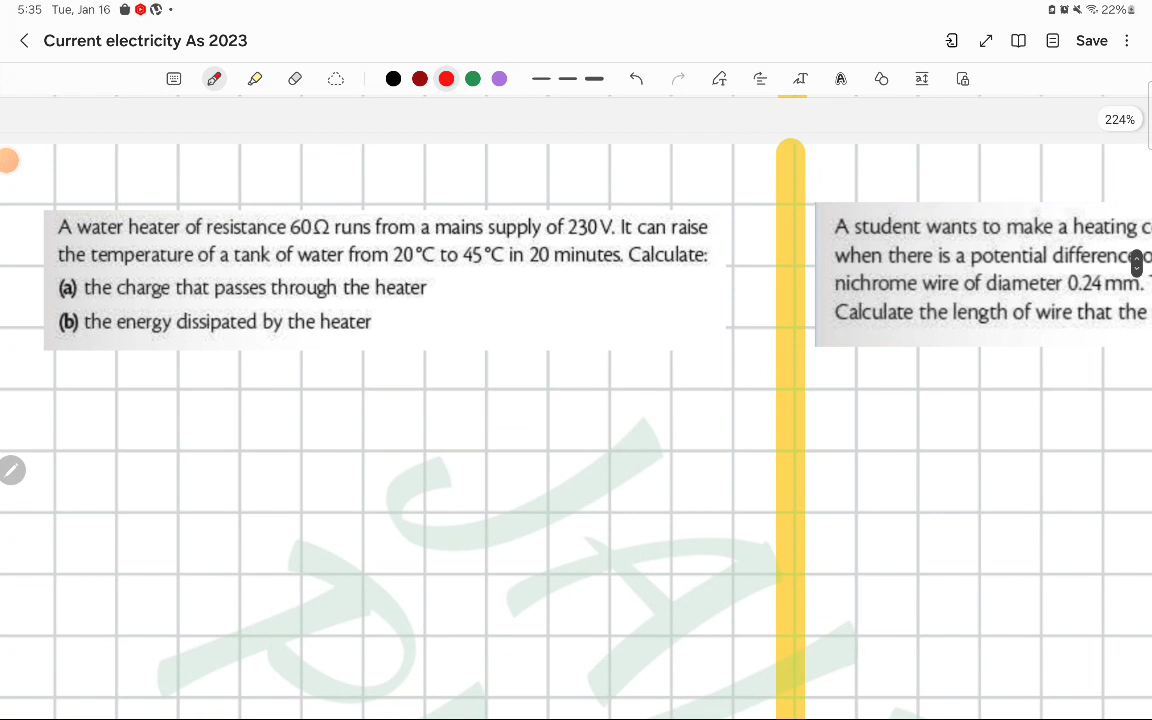 5:35 Tue, Jan 16
22%
Current electricity As 2023
Save
224%
A water heater of resistance 60Ω runs from a mains supply of 230 V. It can raise
the temperature of a tank of water from 20 °C to 45 °C in 20 minutes. Calculate:
(a) the charge that passes through the heater
(b) the energy dissipated by the heater
A student wants to make a heating
when there is a potential difference
nichrome wire of diameter 0.24 mm.
Calculate the length of wire that the